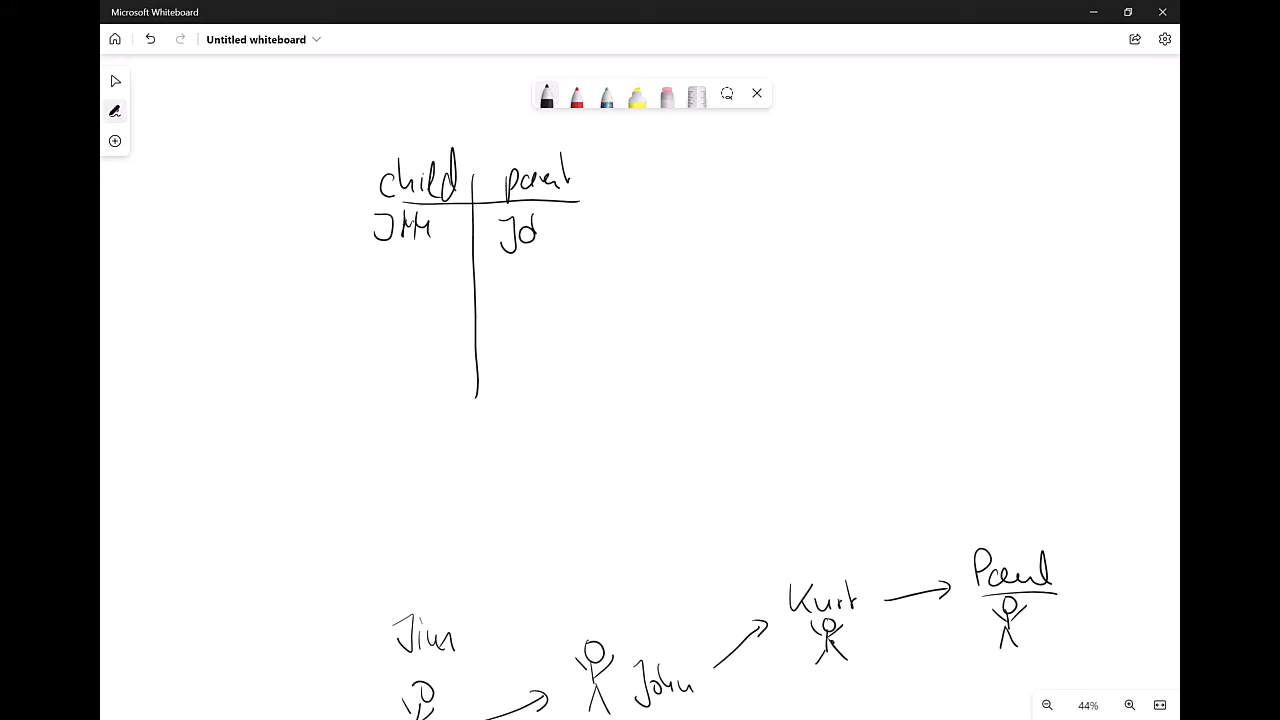 Microsoft Whiteboard
Untitled whiteboard
child parent
JIM Jo
Kurt
Paul
Jim
John
44%